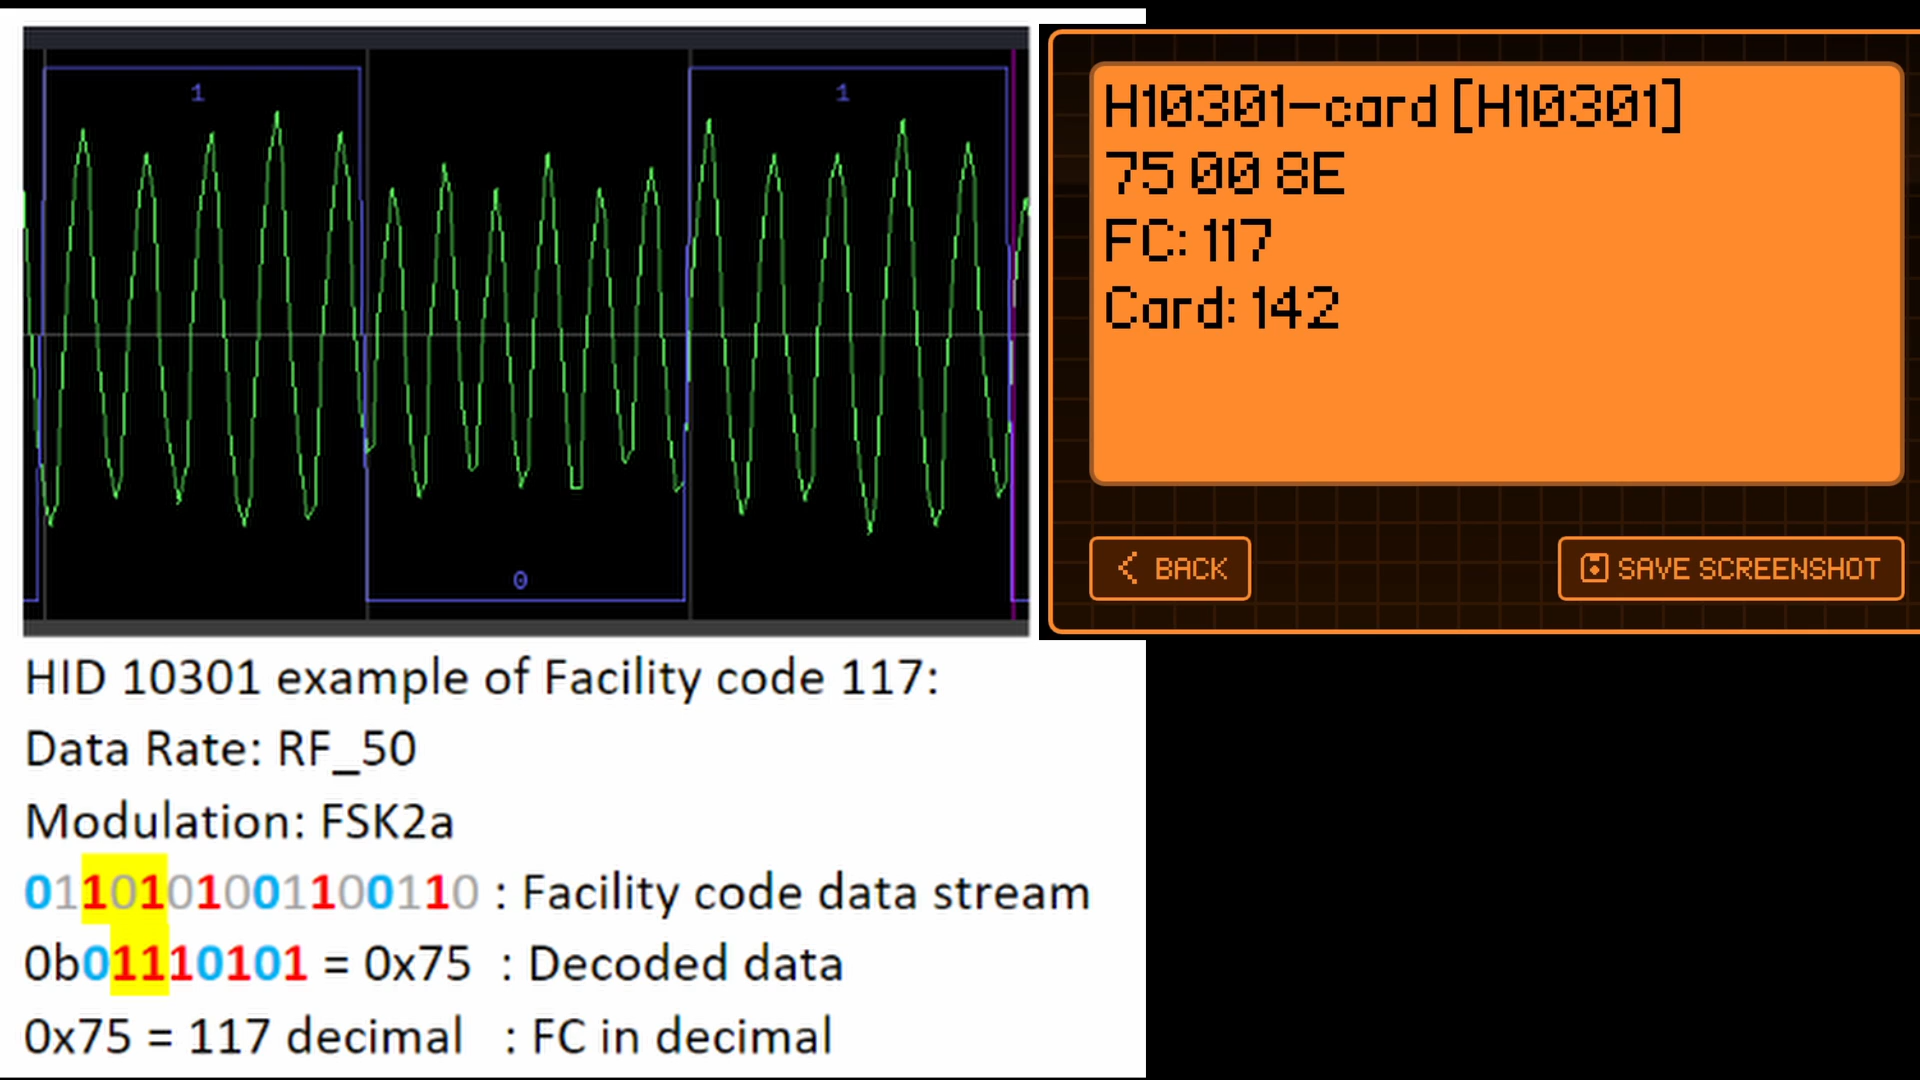 1
1
0
HID 10301 example of Facility code 117:
Data Rate: RF_50
Modulation: FSK2a
0110101001100110 : Facility code data stream
0b01110101 = 0x75 : Decoded data
0x75 = 117 decimal : FC in decimal
H10301-card [H10301]
75 00 8E
FC: 117
Card: 142
BACK
SAVE SCREENSHOT